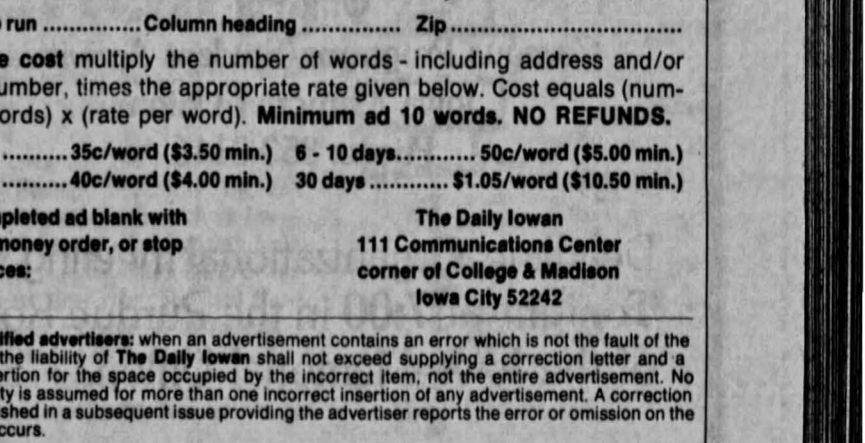 run ............... Column heading ............... Zip ...................................
cost multiply the number of words - including address and/or
umber, times the appropriate rate given below. Cost equals (num-
ords) x (rate per word). Minimum ad 10 words. NO REFUNDS.
.......... 35c/word ($3.50 min.) 6 - 10 days............ 50c/word ($5.00 min.)
.......... 40c/word ($4.00 min.) 30 days ............ $1.05/word ($10.50 min.)
pleted ad blank with The Daily Iowan
money order, or stop 111 Communications Center
ces: corner of College & Madison
Iowa City 52242
ified advertisers: when an advertisement contains an error which is not the fault of the
the liability of The Daily Iowan shall not exceed supplying a correction letter and a
ertion for the space occupied by the incorrect item, not the entire advertisement. No
ty is assumed for more than one incorrect insertion of any advertisement. A correction
shed in a subsequent issue providing the advertiser reports the error or omission on the
ccurs.